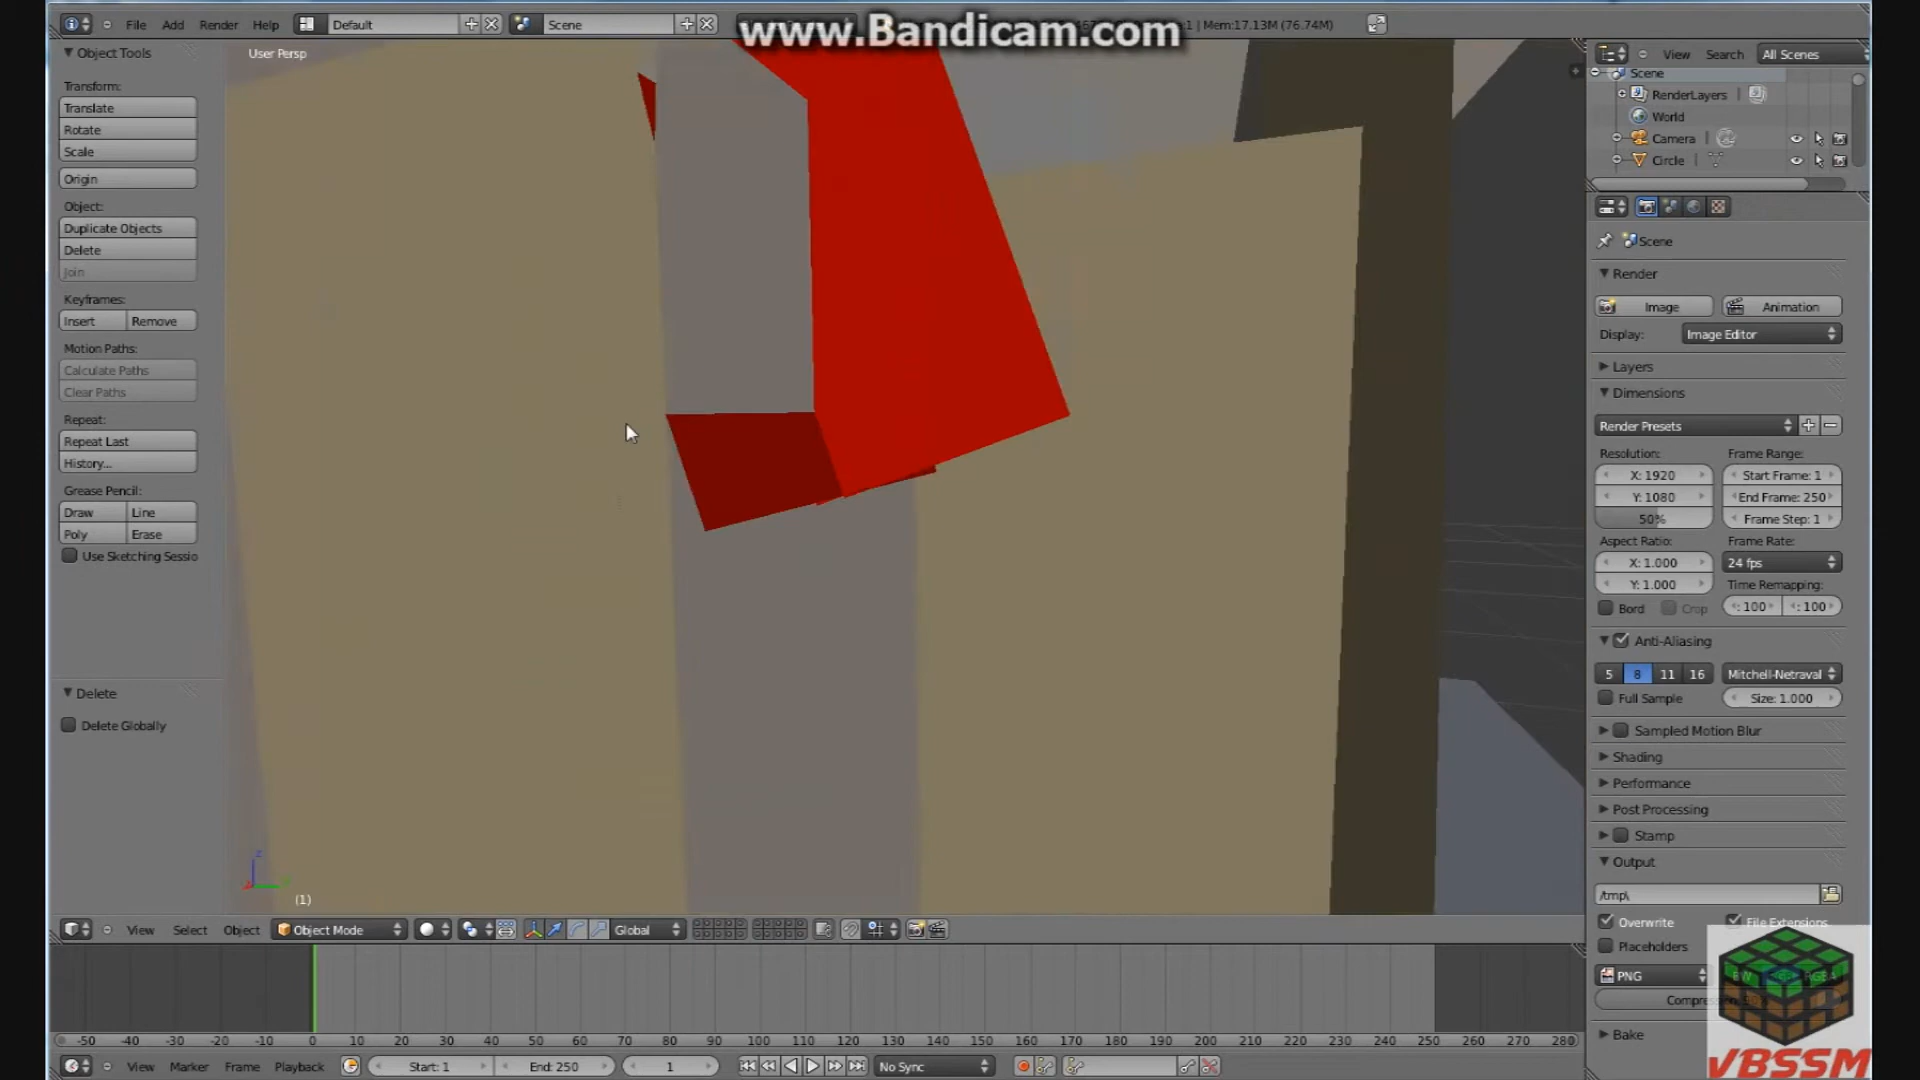 File Add Render Help Default Scene
www.Bandicam.com
1 | Mem:17.13M (76.74M)
View Search All Scenes
Object Tools
User Persp
Scene
RenderLayers
World
Camera
Circle
Transform:
Translate
Rotate
Scale
Origin
Object:
Duplicate Objects
Delete
Join
Keyframes:
Insert Remove
Motion Paths:
Calculate Paths
Clear Paths
Repeat:
Repeat Last
History...
Grease Pencil:
Draw Line
Poly Erase
Use Sketching Sessio
Delete
Delete Globally
Scene
Render
Image Animation
Display: Image Editor
Layers
Dimensions
Render Presets
Resolution: Frame Range:
X: 1920 Start Frame: 1
Y: 1080 End Frame: 250
50% Frame Step: 1
Aspect Ratio: Frame Rate:
X: 1.000 24 fps
Y: 1.000 Time Remapping:
Bord Crop : 100 : 100
Anti-Aliasing
5 8 11 16 Mitchell-Netraval
Full Sample Size: 1.000
Sampled Motion Blur
Shading
Performance
Post Processing
Stamp
Output
/tmp\
Overwrite File Extensions
Placeholders
PNG BW RGBA
Bake
VBSSM
z
(1)
View Select Object Object Mode Global
-50 -40 -30 -20 -10 0 10 20 30 40 50 60 70 80 90 100 110 120 130 140 150 160 170 180 190 200 210 220 230 240 250 260 270 280
View Marker Frame Playback Start: 1 End: 250 1 No Sync